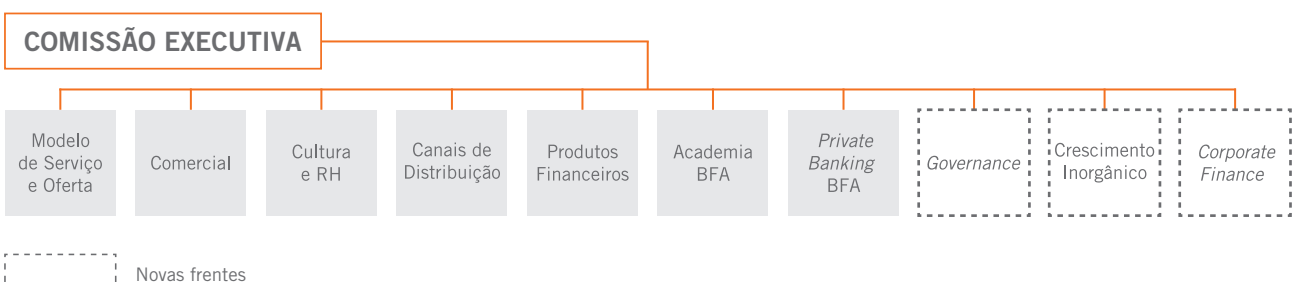 COMISSÃO EXECUTIVA
Modelo
de Serviço
e Oferta
Comercial
Cultura
e RH
Canais de
Distribuição
Produtos
Financeiros
Academia
BFA
Private
Banking
BFA
Governance
Crescimento
Inorgânico
Corporate
Finance
Novas frentes